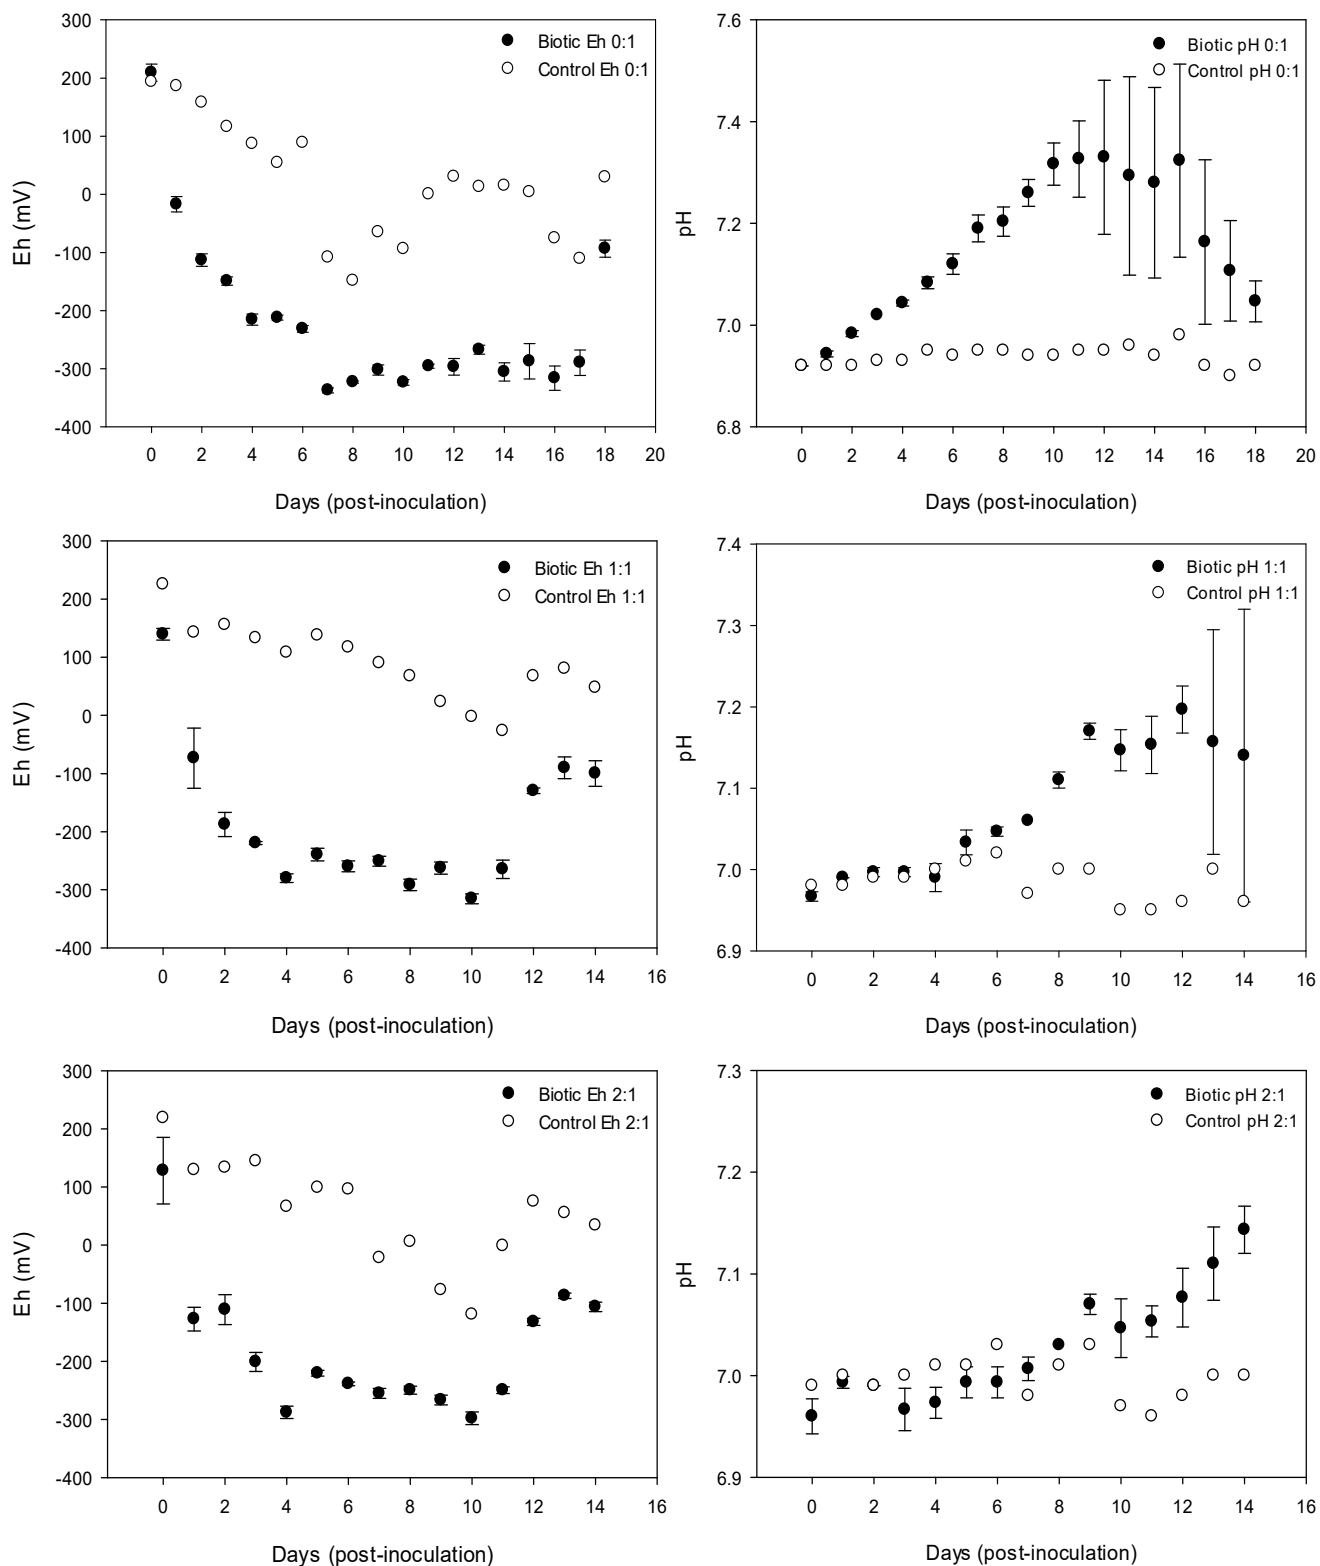 300
200
100
0
-100
-200
-300
-400
Eh (mV)
Biotic Eh 0:1
Control Eh 0:1
0 2 4 6 8 10 12 14 16 18 20
Days (post-inoculation)
7.6
7.4
7.2
7.0
6.8
pH
Biotic pH 0:1
Control pH 0:1
0 2 4 6 8 10 12 14 16 18 20
Days (post-inoculation)
300
200
100
0
-100
-200
-300
-400
Eh (mV)
Biotic Eh 1:1
Control Eh 1:1
0 2 4 6 8 10 12 14 16
Days (post-inoculation)
7.4
7.3
7.2
7.1
7.0
6.9
pH
Biotic pH 1:1
Control pH 1:1
0 2 4 6 8 10 12 14 16
Days (post-inoculation)
300
200
100
0
-100
-200
-300
-400
Eh (mV)
Biotic Eh 2:1
Control Eh 2:1
0 2 4 6 8 10 12 14 16
Days (post-inoculation)
7.3
7.2
7.1
7.0
6.9
pH
Biotic pH 2:1
Control pH 2:1
0 2 4 6 8 10 12 14 16
Days (post-inoculation)